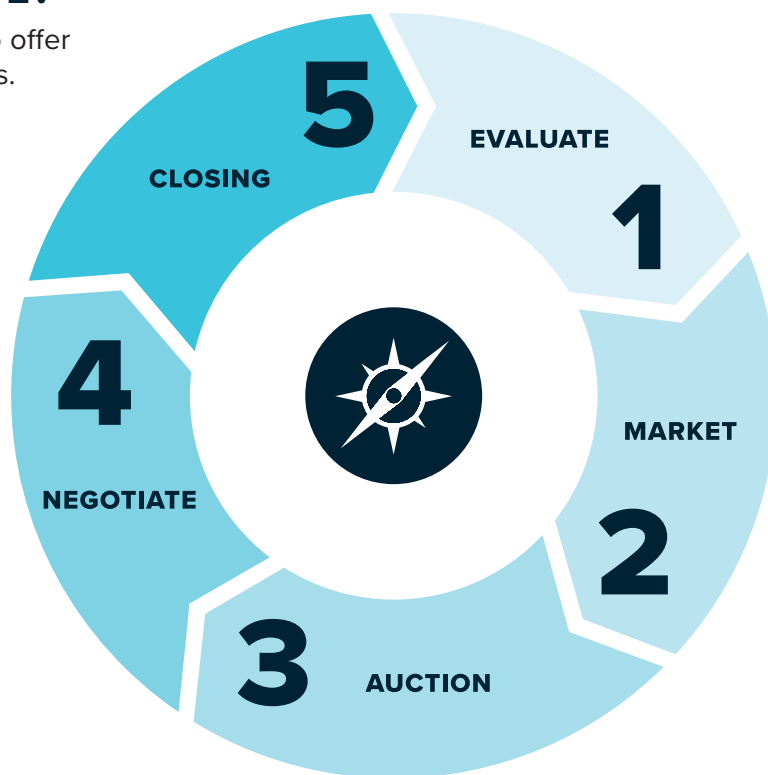 offer
s.
EVALUATE
1
MARKET
2
3
AUCTION
4
NEGOTIATE
5
CLOSING